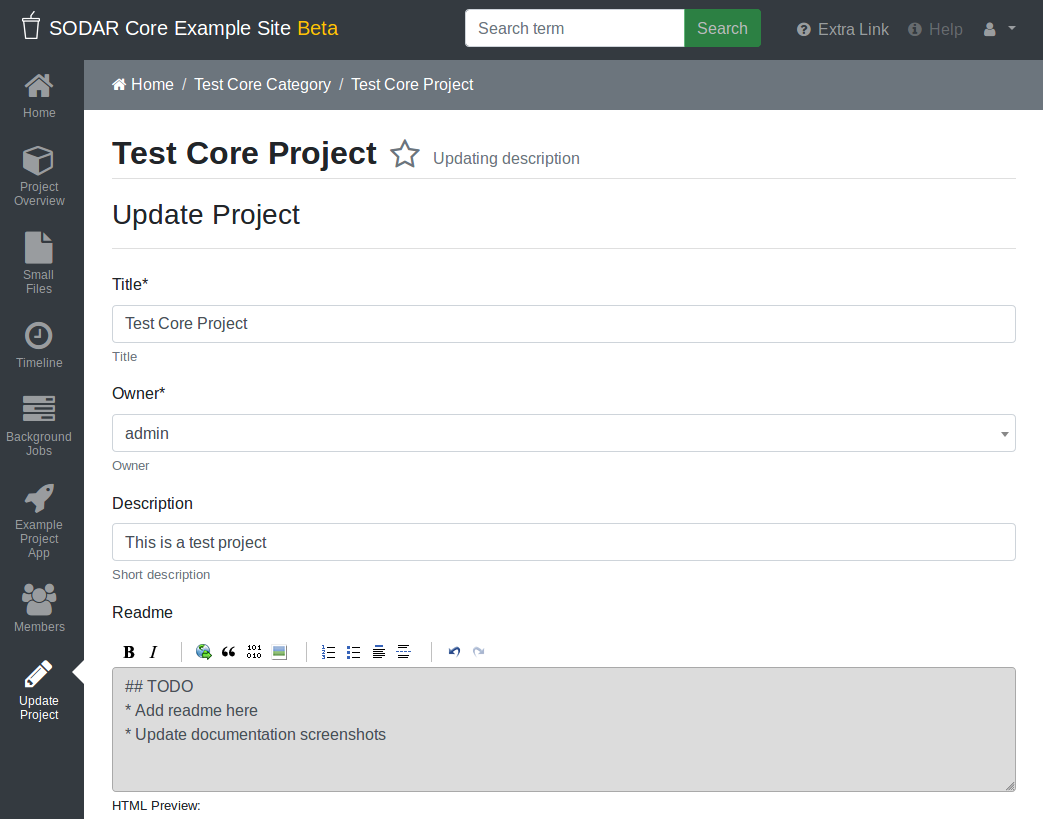 SODAR Core Example Site Beta
Search term
Search
Extra Link
Help
Home
Project
Overview
Small
Files
Timeline
Background
Jobs
Example
Project
App
Members
Update
Project
Home / Test Core Category / Test Core Project
Test Core Project Updating description
Update Project
Title*
Test Core Project
Title
Owner*
admin
Owner
Description
This is a test project
Short description
Readme
B I
101
010
## TODO
* Add readme here
* Update documentation screenshots
HTML Preview: